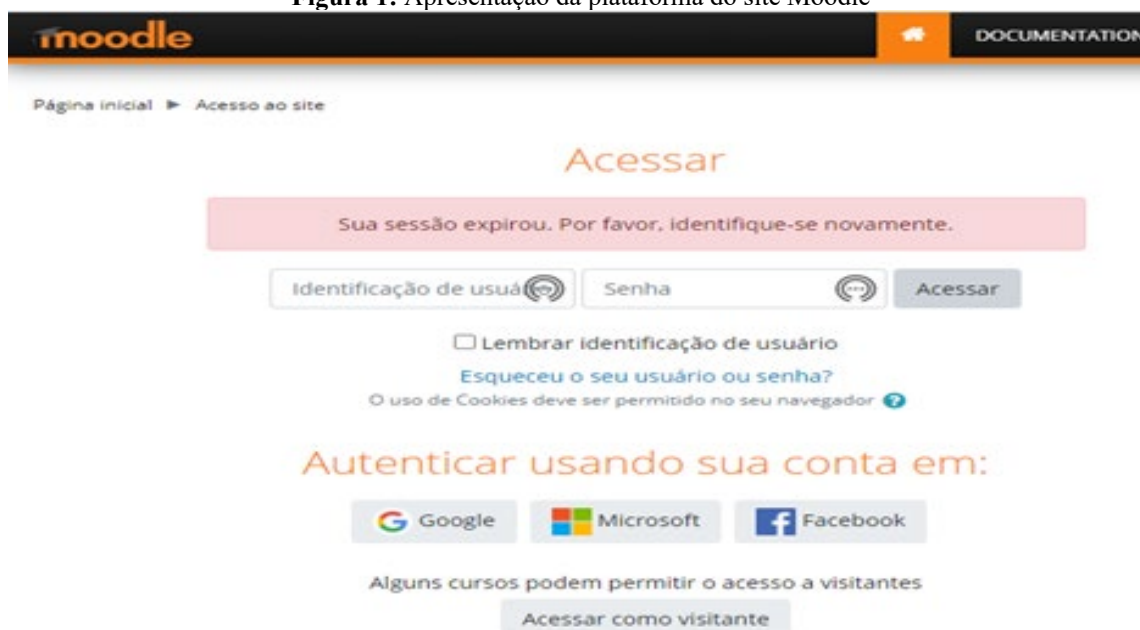 Figura 1. Apresentação da plataforma do site Moodle
moodle
DOCUMENTATION
Página inicial ► Acesso ao site
Acessar
Sua sessão expirou. Por favor, identifique-se novamente.
Identificação de usuá Senha Acessar
Lembrar identificação de usuário
Esqueceu o seu usuário ou senha?
O uso de Cookies deve ser permitido no seu navegador ?
Autenticar usando sua conta em:
Google Microsoft Facebook
Alguns cursos podem permitir o acesso a visitantes
Acessar como visitante